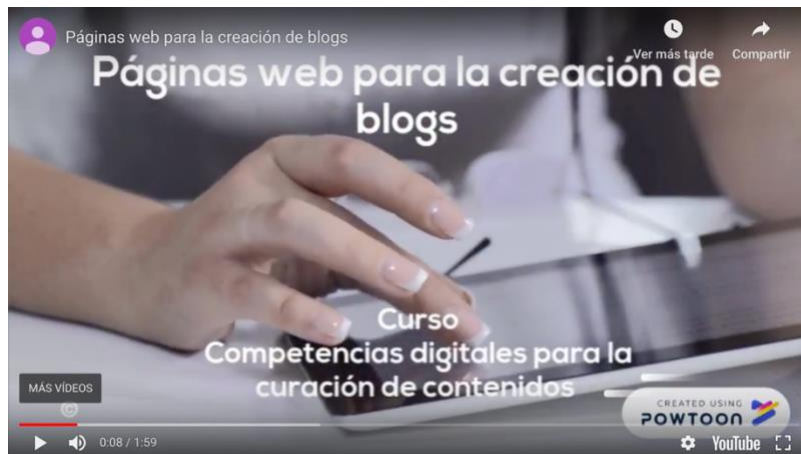 Páginas web para la creación de blogs
Ver más tarde
Compartir
Páginas web para la creación de
blogs
Curso
Competencias digitales para la
curación de contenidos
MÁS VÍDEOS
©
CREATED USING
POWTOON
0:08 / 1:59
YouTube